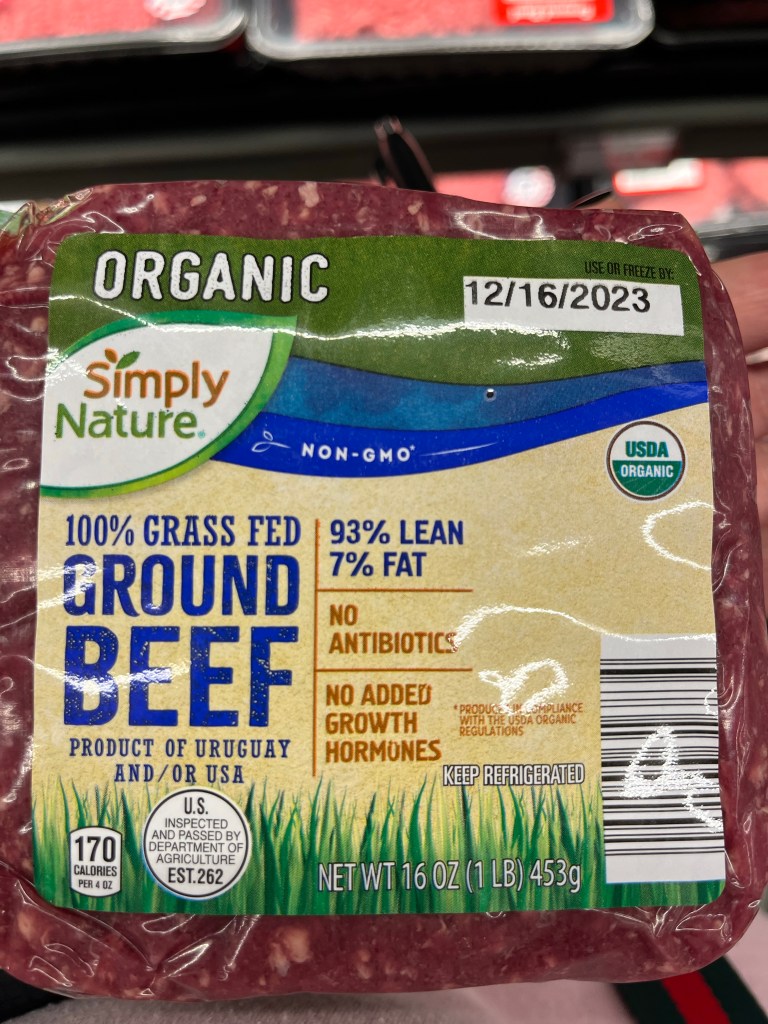 ORGANIC
USE OR FREEZE BY:
12/16/2023
Simply
Nature.
NON-GMO*
USDA
ORGANIC
100% GRASS FED
GROUND
BEEF
PRODUCT OF URUGUAY
AND/OR USA
93% LEAN
7% FAT
NO
ANTIBIOTICS
NO ADDED
GROWTH
HORMONES
*PRODUCED IN COMPLIANCE
WITH THE USDA ORGANIC
REGULATIONS
KEEP REFRIGERATED
U.S.
INSPECTED
AND PASSED BY
DEPARTMENT OF
AGRICULTURE
EST.262
170
CALORIES
PER 4 OZ
NET WT 16 OZ (1 LB) 453g